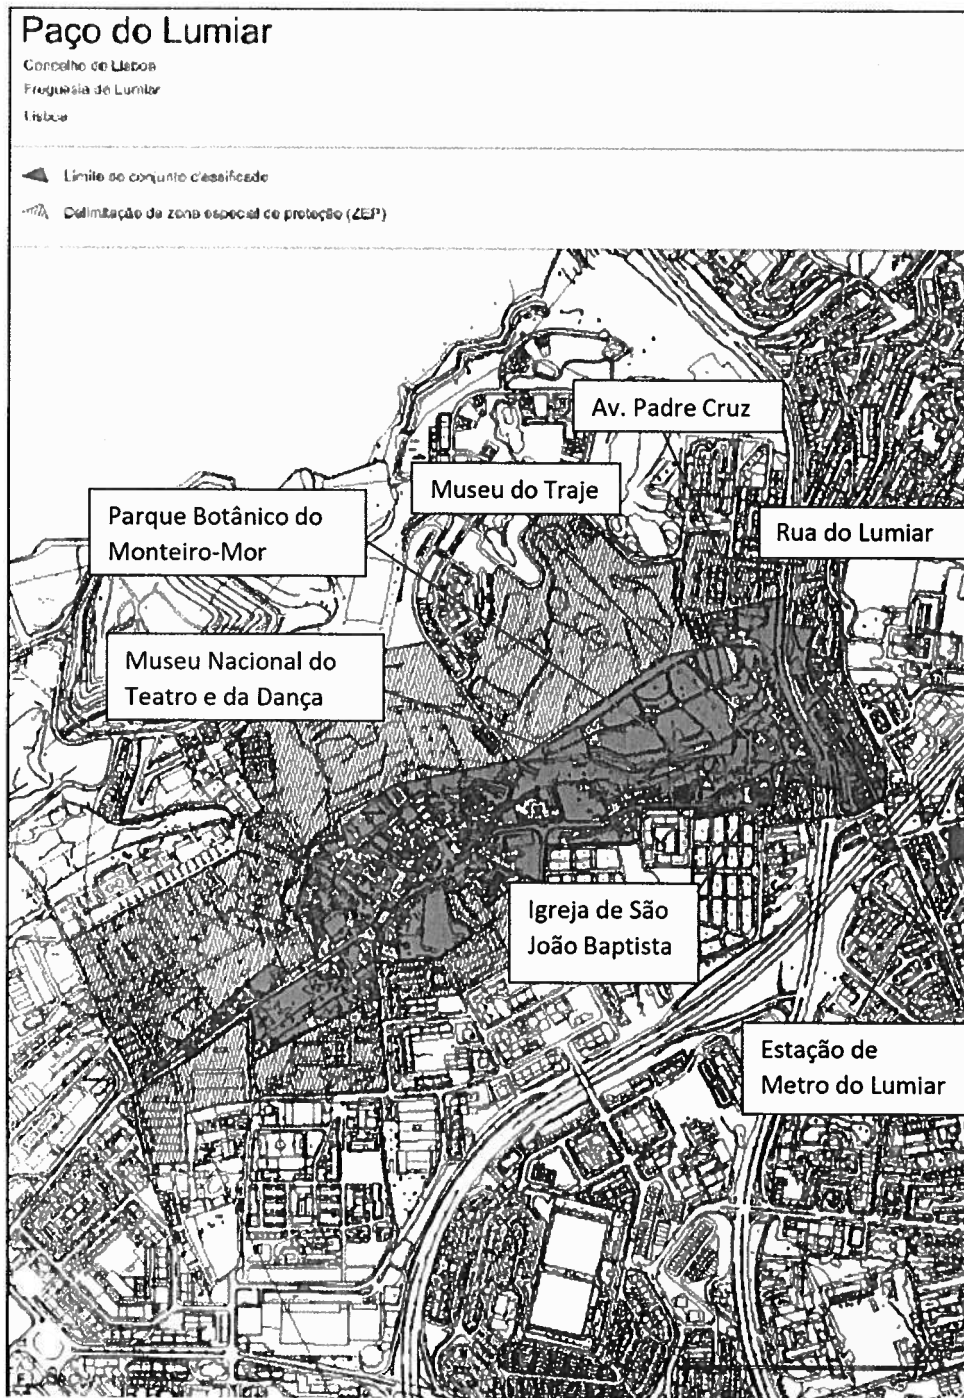 Paço do Lumiar
Concelho de Lisboa
Freguesia de Lumiar
Lisboa
Limite do conjunto classificado
Delimitação da zona especial de proteção (ZEP)
Av. Padre Cruz
Museu do Traje
Parque Botânico do
Monteiro-Mor
Rua do Lumiar
Museu Nacional do
Teatro e da Dança
Igreja de São
João Baptista
Estação de
Metro do Lumiar